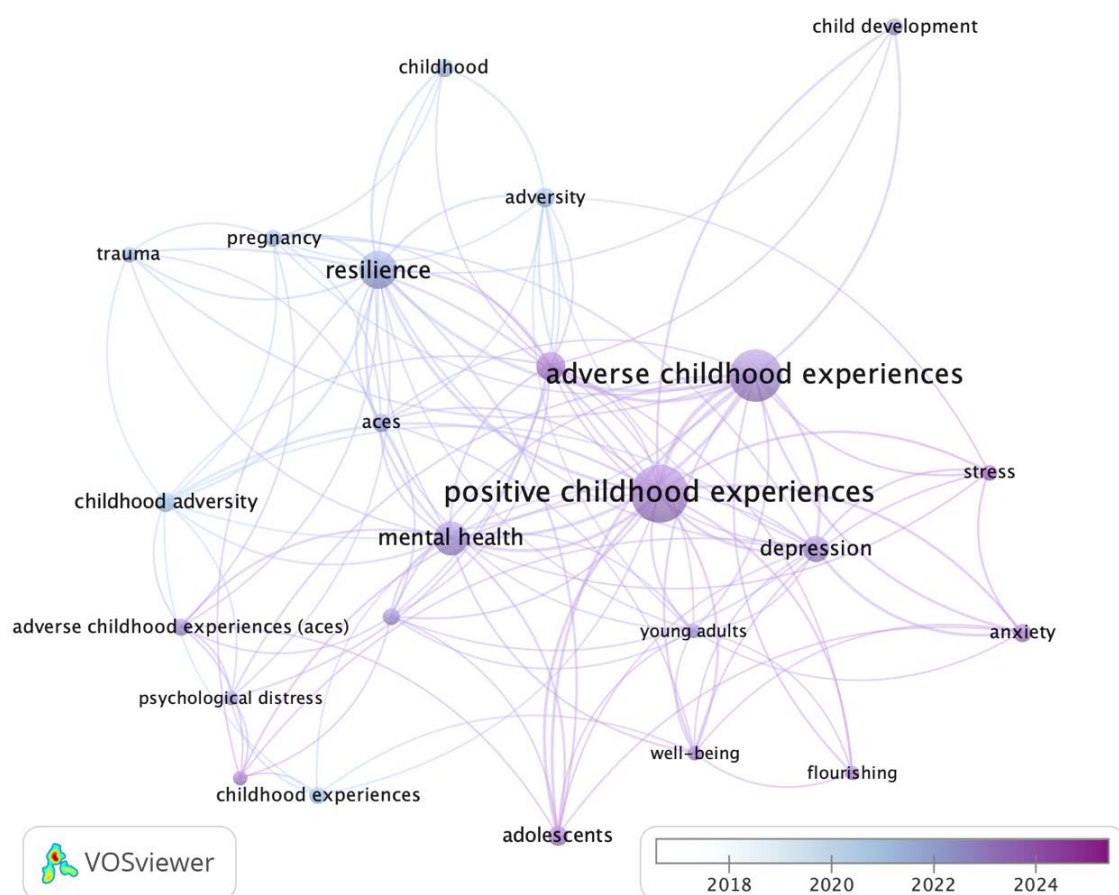 child development
childhood
adversity
pregnancy
trauma
resilience
adverse childhood experiences
aces
stress
positive childhood experiences
childhood adversity
mental health
depression
adverse childhood experiences (aces)
young adults
anxiety
psychological distress
well-being
flourishing
childhood experiences
adolescents
VOSviewer
2018 2020 2022 2024